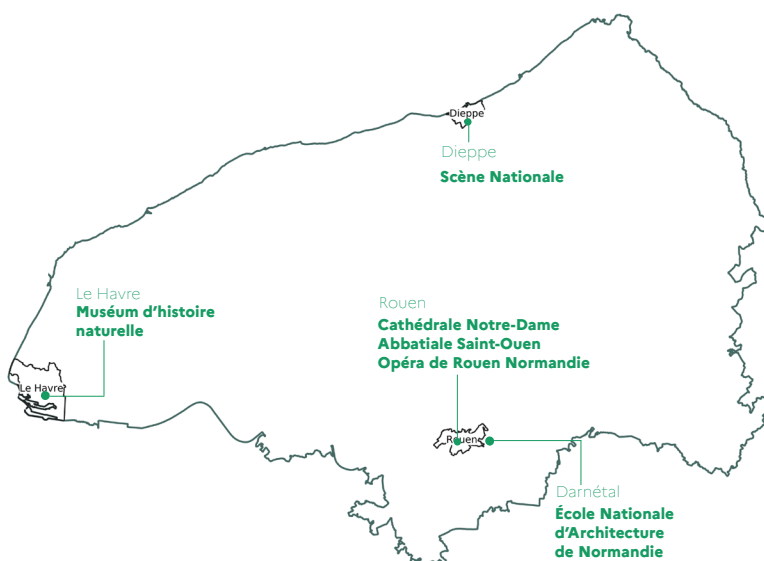 Dieppe
Dieppe
Scène Nationale
Le Havre
Muséum d'histoire
naturelle
Le Havre
Rouen
Cathédrale Notre-Dame
Abbatiale Saint-Ouen
Opéra de Rouen Normandie
Rouen
Darnétal
École Nationale
d'Architecture
de Normandie